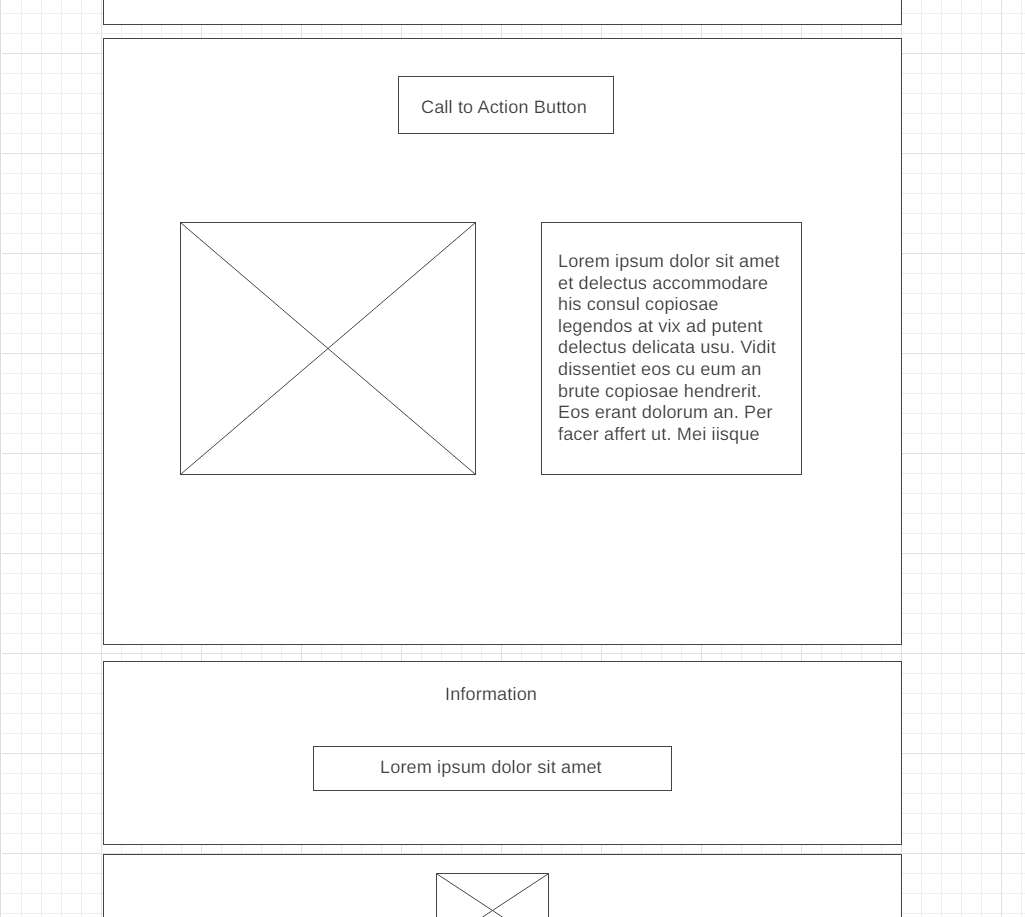 Call to Action Button
Lorem ipsum dolor sit amet
et delectus accommodare
his consul copiosae
legendos at vix ad putent
delectus delicata usu. Vidit
dissentiet eos cu eum an
brute copiosae hendrerit.
Eos erant dolorum an. Per
facer affert ut. Mei iisque
Information
Lorem ipsum dolor sit amet